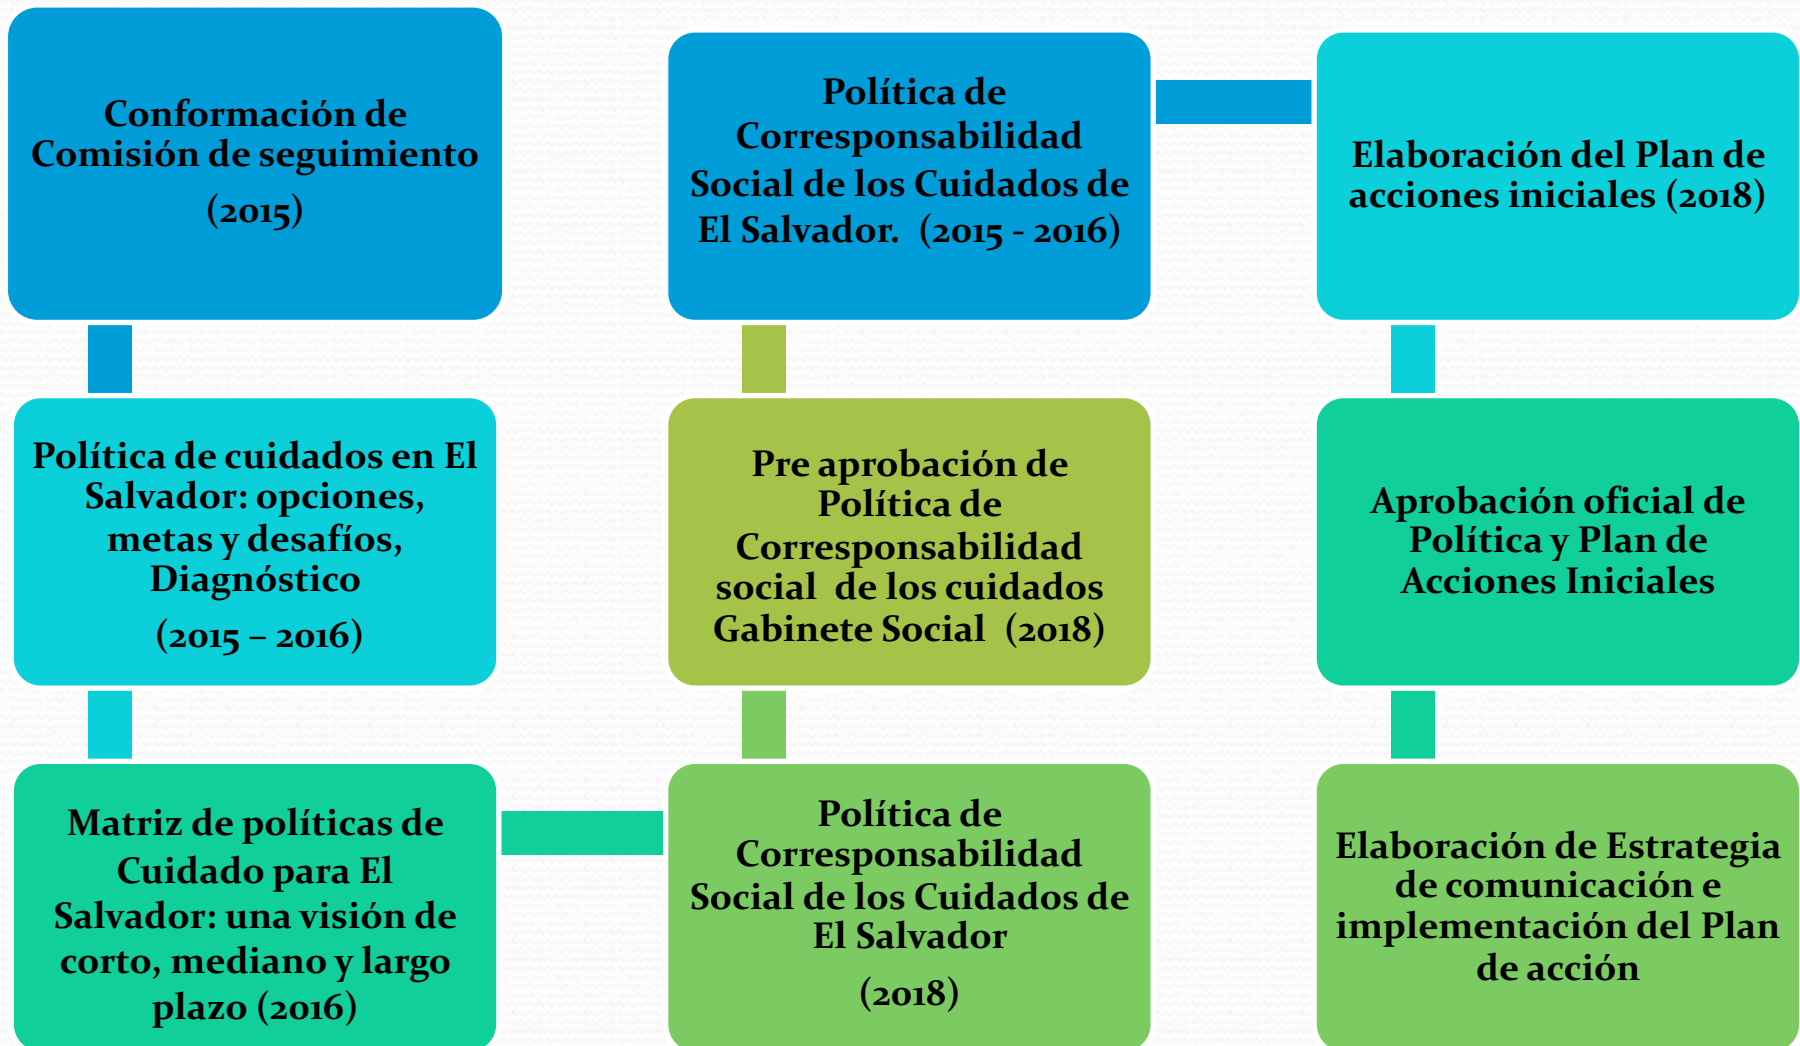 Conformación de
Comisión de seguimiento
(2015)
Política de cuidados en El
Salvador: opciones,
metas y desafíos,
Diagnóstico
(2015 – 2016)
Matriz de políticas de
Cuidado para El
Salvador: una visión de
corto, mediano y largo
plazo (2016)
Política de
Corresponsabilidad
Social de los Cuidados de
El Salvador
(2018)
Pre aprobación de
Política de
Corresponsabilidad
social de los cuidados
Gabinete Social (2018)
Política de
Corresponsabilidad
Social de los Cuidados de
El Salvador. (2015 - 2016)
Elaboración del Plan de
acciones iniciales (2018)
Aprobación oficial de
Política y Plan de
Acciones Iniciales
Elaboración de Estrategia
de comunicación e
implementación del Plan
de acción